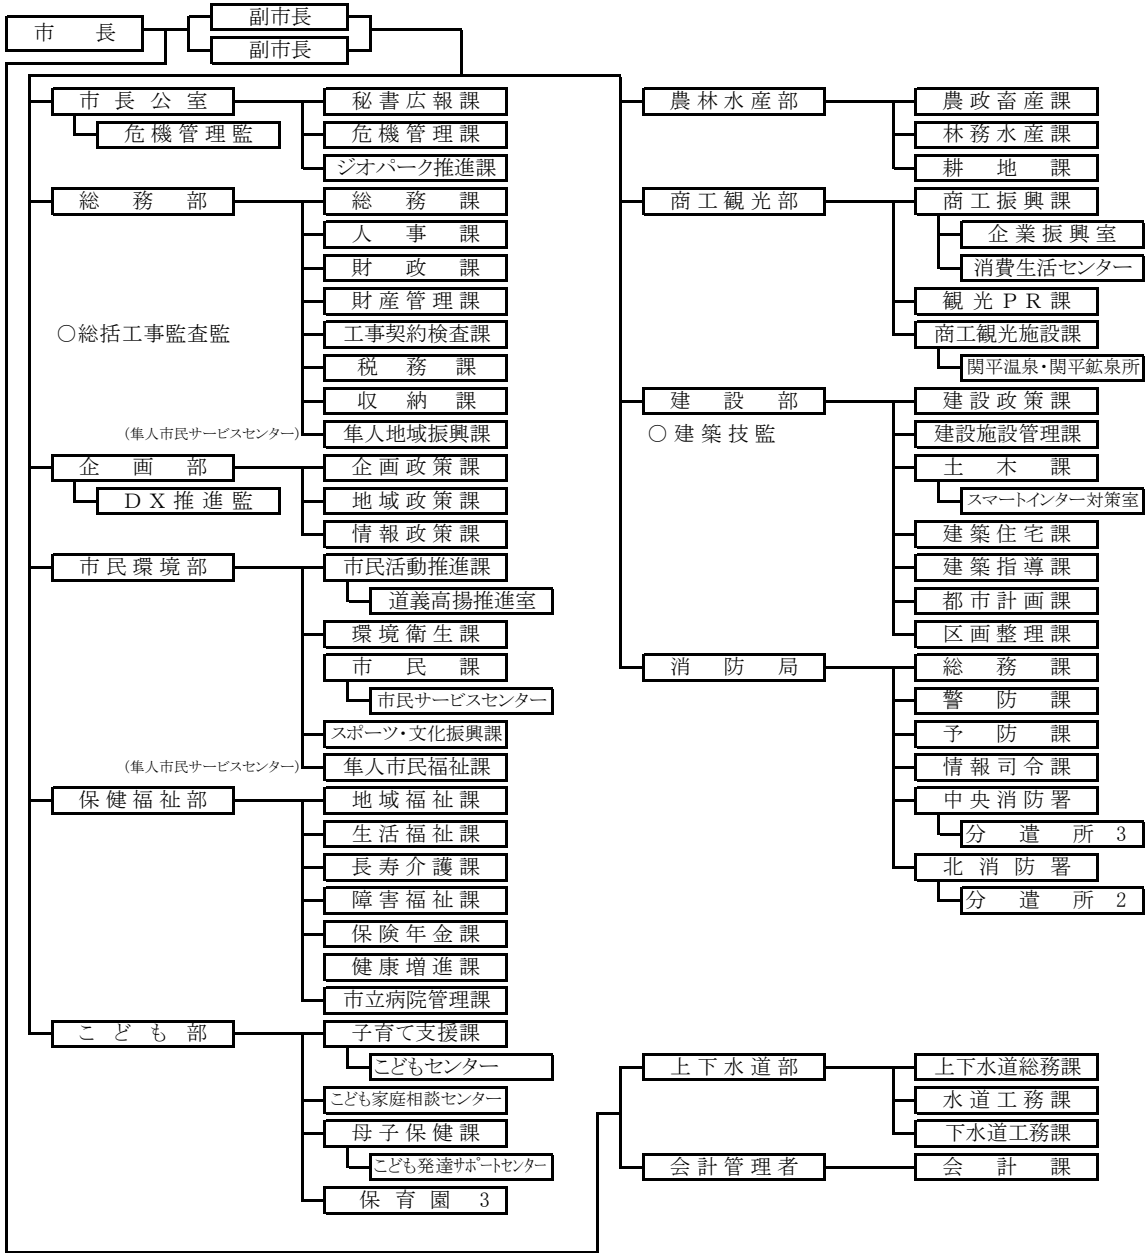 市長
副市長
副市長
市長公室
危機管理監
秘書広報課
危機管理課
ジオパーク推進課
総務部
〇総括工事監査監
総務課
人事課
財政課
財産管理課
工事契約検査課
税務課
収納課
(隼人市民サービスセンター)
隼人地域振興課
企画部
DX推進監
企画政策課
地域政策課
情報政策課
市民環境部
市民活動推進課
道義高揚推進室
環境衛生課
市民課
市民サービスセンター
スポーツ・文化振興課
(隼人市民サービスセンター)
隼人市民福祉課
保健福祉部
地域福祉課
生活福祉課
長寿介護課
障害福祉課
保険年金課
健康増進課
市立病院管理課
こども部
子育て支援課
こどもセンター
こども家庭相談センター
母子保健課
こども発達サポートセンター
保育園 3
農林水産部
農政畜産課
林務水産課
耕地課
商工観光部
商工振興課
企業振興室
消費生活センター
観光PR課
商工観光施設課
関平温泉・関平鉱泉所
建設部
〇建築技監
建設政策課
建設施設管理課
土木課
スマートインター対策室
建築住宅課
建築指導課
都市計画課
区画整理課
消防局
総務課
警防課
予防課
情報司令課
中央消防署
分遣所 3
北消防署
分遣所 2
上下水道部
上下水道総務課
水道工務課
下水道工務課
会計管理者
会計課